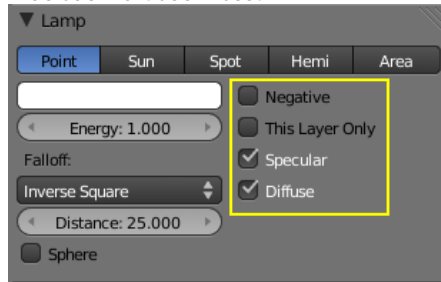 Lamp
Point Sun Spot Hemi Area
Negative
Energy: 1.000 This Layer Only
Falloff: Specular
Inverse Square Diffuse
Distance: 25.000
Sphere